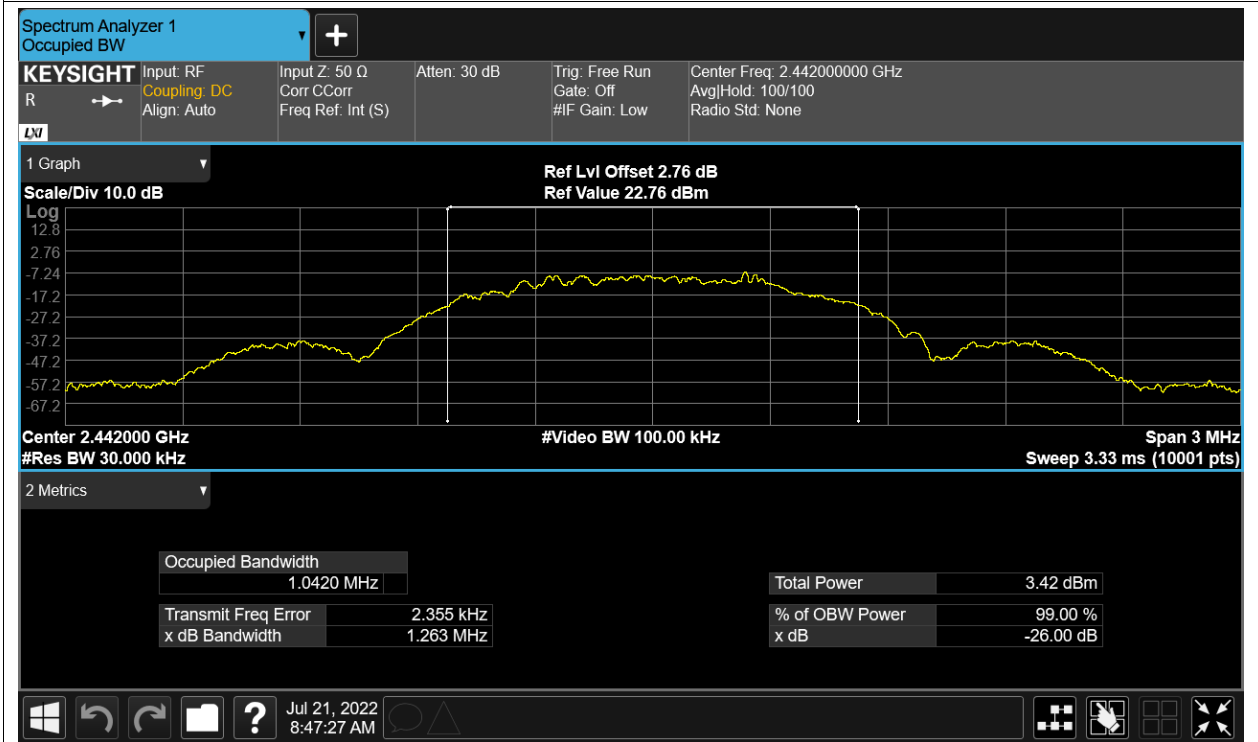 Spectrum Analyzer 1
Occupied BW
KEYSIGHT
R
LXI
Input: RF
Coupling: DC
Align: Auto
Input Z: 50 Ω
Corr CCorr
Freq Ref: Int (S)
Atten: 30 dB
Trig: Free Run
Gate: Off
#IF Gain: Low
Center Freq: 2.442000000 GHz
Avg|Hold: 100/100
Radio Std: None
1 Graph
Scale/Div 10.0 dB
Ref Lvl Offset 2.76 dB
Ref Value 22.76 dBm
Log
12.8
2.76
-7.24
-17.2
-27.2
-37.2
-47.2
-57.2
-67.2
Center 2.442000 GHz
#Video BW 100.00 kHz
Span 3 MHz
#Res BW 30.000 kHz
Sweep 3.33 ms (10001 pts)
2 Metrics
Occupied Bandwidth
1.0420 MHz
Total Power 3.42 dBm
Transmit Freq Error 2.355 kHz
% of OBW Power 99.00 %
x dB Bandwidth 1.263 MHz
x dB -26.00 dB
?
Jul 21, 2022
8:47:27 AM